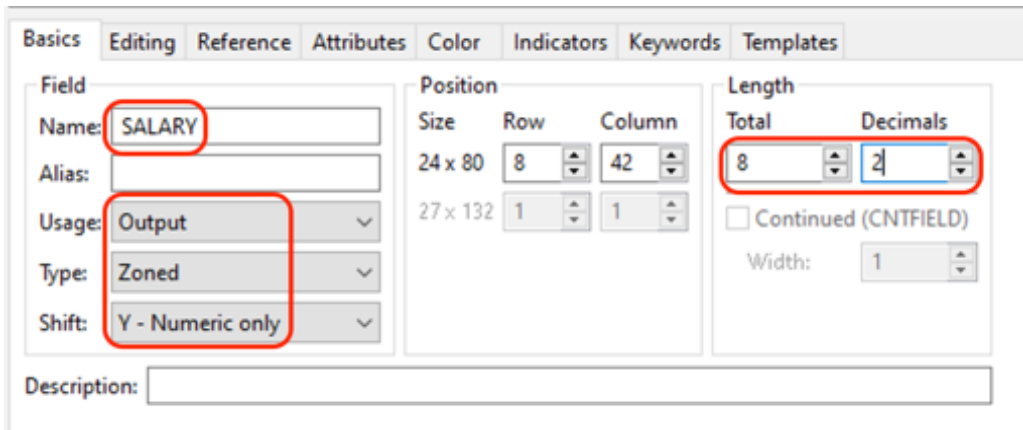 Basics Editing Reference Attributes Color Indicators Keywords Templates
Field
Name: SALARY
Alias:
Usage: Output
Type: Zoned
Shift: Y - Numeric only
Position
Size Row Column
24 x 80 8 42
27 x 132 1 1
Length
Total Decimals
8 2
Continued (CNTFIELD)
Width: 1
Description: